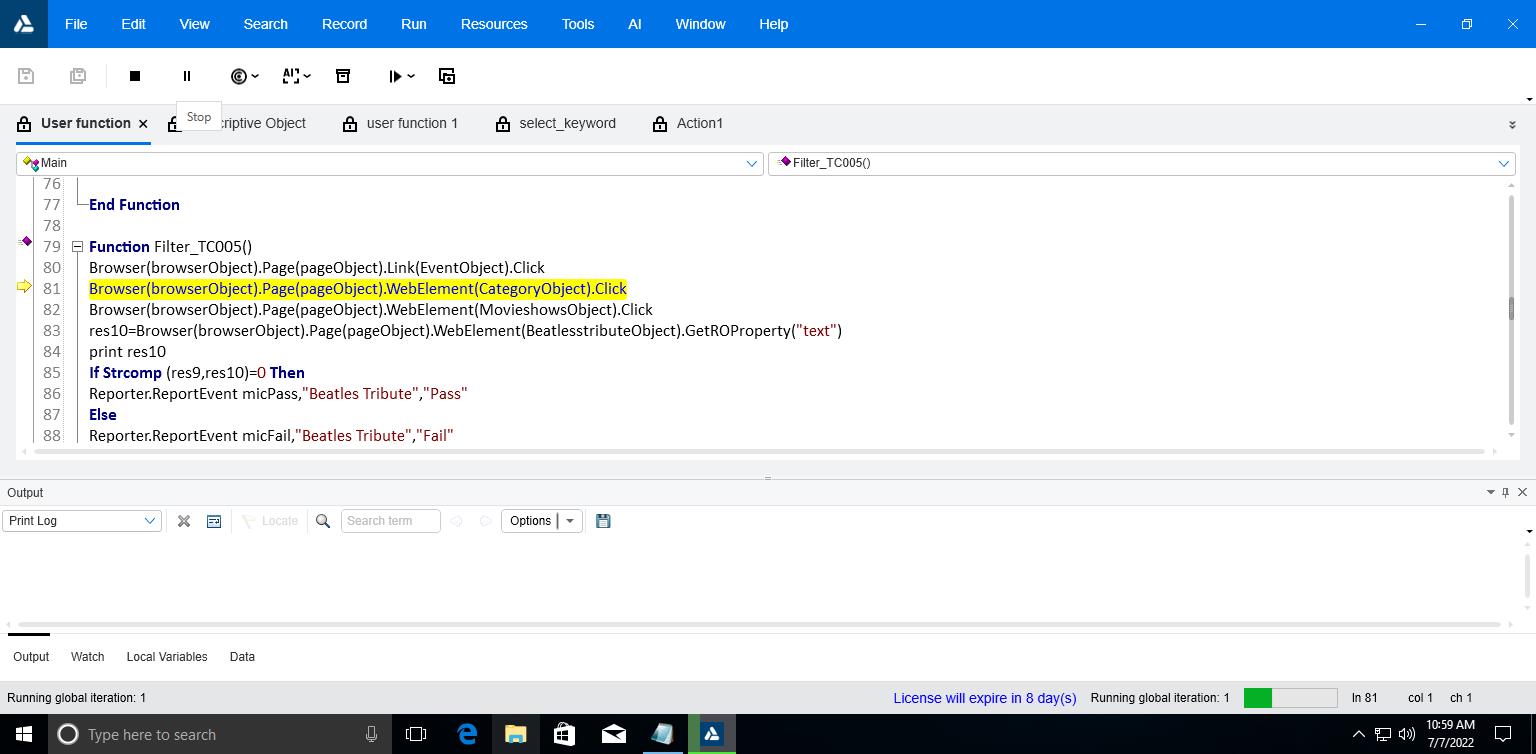 File Edit View Search Record Run Resources Tools AI Window Help
AI
User function criptive Object user function 1 select_keyword Action1
Stop
Main Filter_TC005()
76
77 End Function
78
79 Function Filter_TC005()
80 Browser(browserObject).Page(pageObject).Link(EventObject).Click
81 Browser(browserObject).Page(pageObject).WebElement(CategoryObject).Click
82 Browser(browserObject).Page(pageObject).WebElement(MovieshowsObject).Click
83 res10=Browser(browserObject).Page(pageObject).WebElement(BeatlesstributeObject).GetROProperty("text")
84 print res10
85 If Strcomp (res9,res10)=0 Then
86 Reporter.ReportEvent micPass,"Beatles Tribute","Pass"
87 Else
88 Reporter.ReportEvent micFail,"Beatles Tribute","Fail"
Output
Print Log Locate Search term Options
Output Watch Local Variables Data
Running global iteration: 1 License will expire in 8 day(s) Running global iteration: 1 ln 81 col 1 ch 1
Type here to search
10:59 AM
7/7/2022